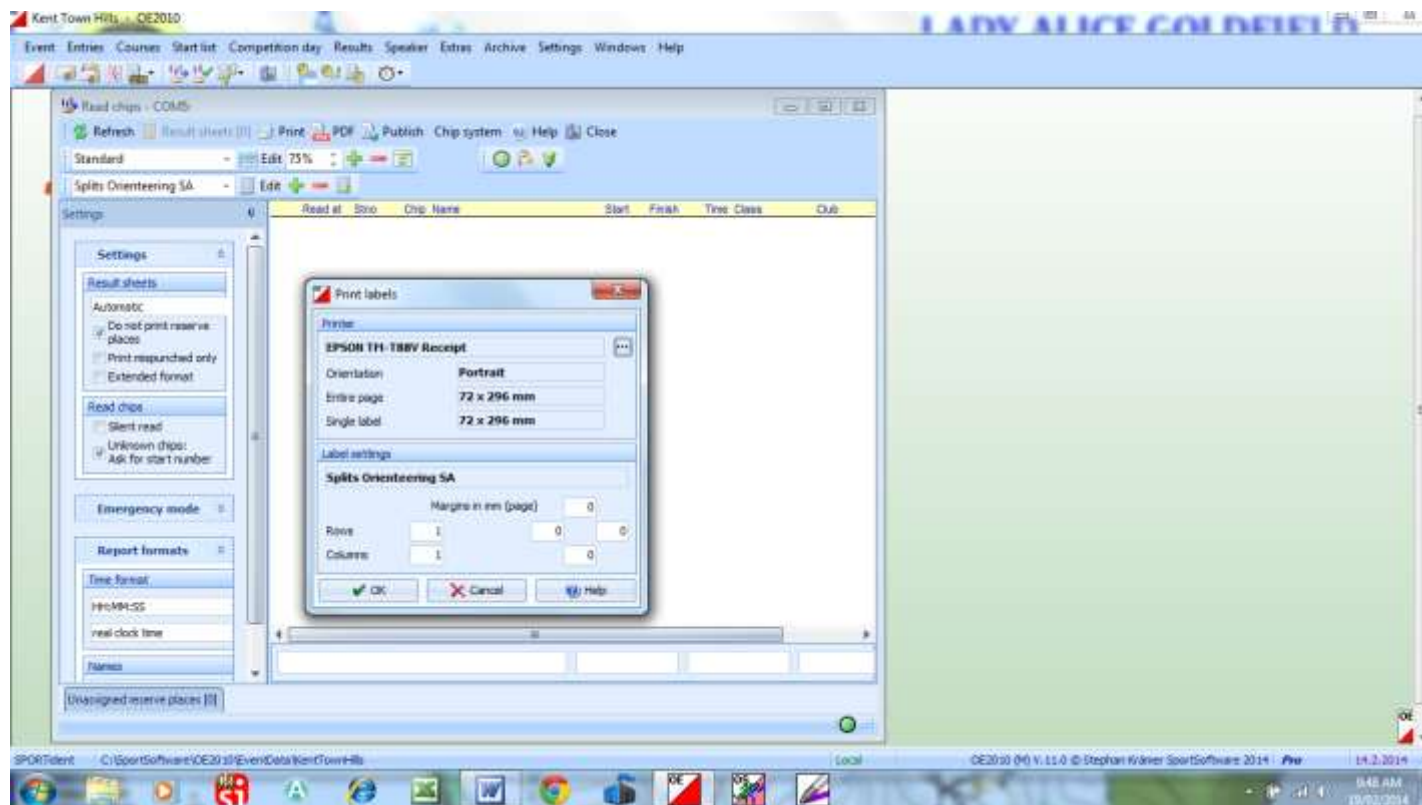 Kent Town Hills - OE2010
LADY ALICE GOLDFIELD
Event Entries Courses Start list Competition day Results Speaker Extras Archive Settings Windows Help
Read chips - COM5
Refresh Result sheets [0] Print PDF Publish Chip system Help Close
Standard Edit 75%
Splits Orienteering SA Edit
Settings
Read at Stno Chip Name Start Finish Time Class Club
Settings
Result sheets
Automatic
Do not print reserve
places
Print mispunched only
Extended format
Read chips
Silent read
Unknown chips:
Ask for start number
Emergency mode
Report formats
Time format
HH:MM:SS
real clock time
Names
Print labels
Printer
EPSON TM-T88V Receipt
Orientation Portrait
Entire page 72 x 296 mm
Single label 72 x 296 mm
Label settings
Splits Orienteering SA
Margins in mm (page) 0
Rows 1 0 0
Columns 1 0
OK Cancel Help
Unassigned reserve places [0]
OE
SPORTident C:\SportSoftware\OE2010\EventData\KentTownHills Local OE2010 (M) V. 11.0 © Stephan Krämer SportSoftware 2014 Pro 14.2.2014
OE
9:48 AM
19/02/2014